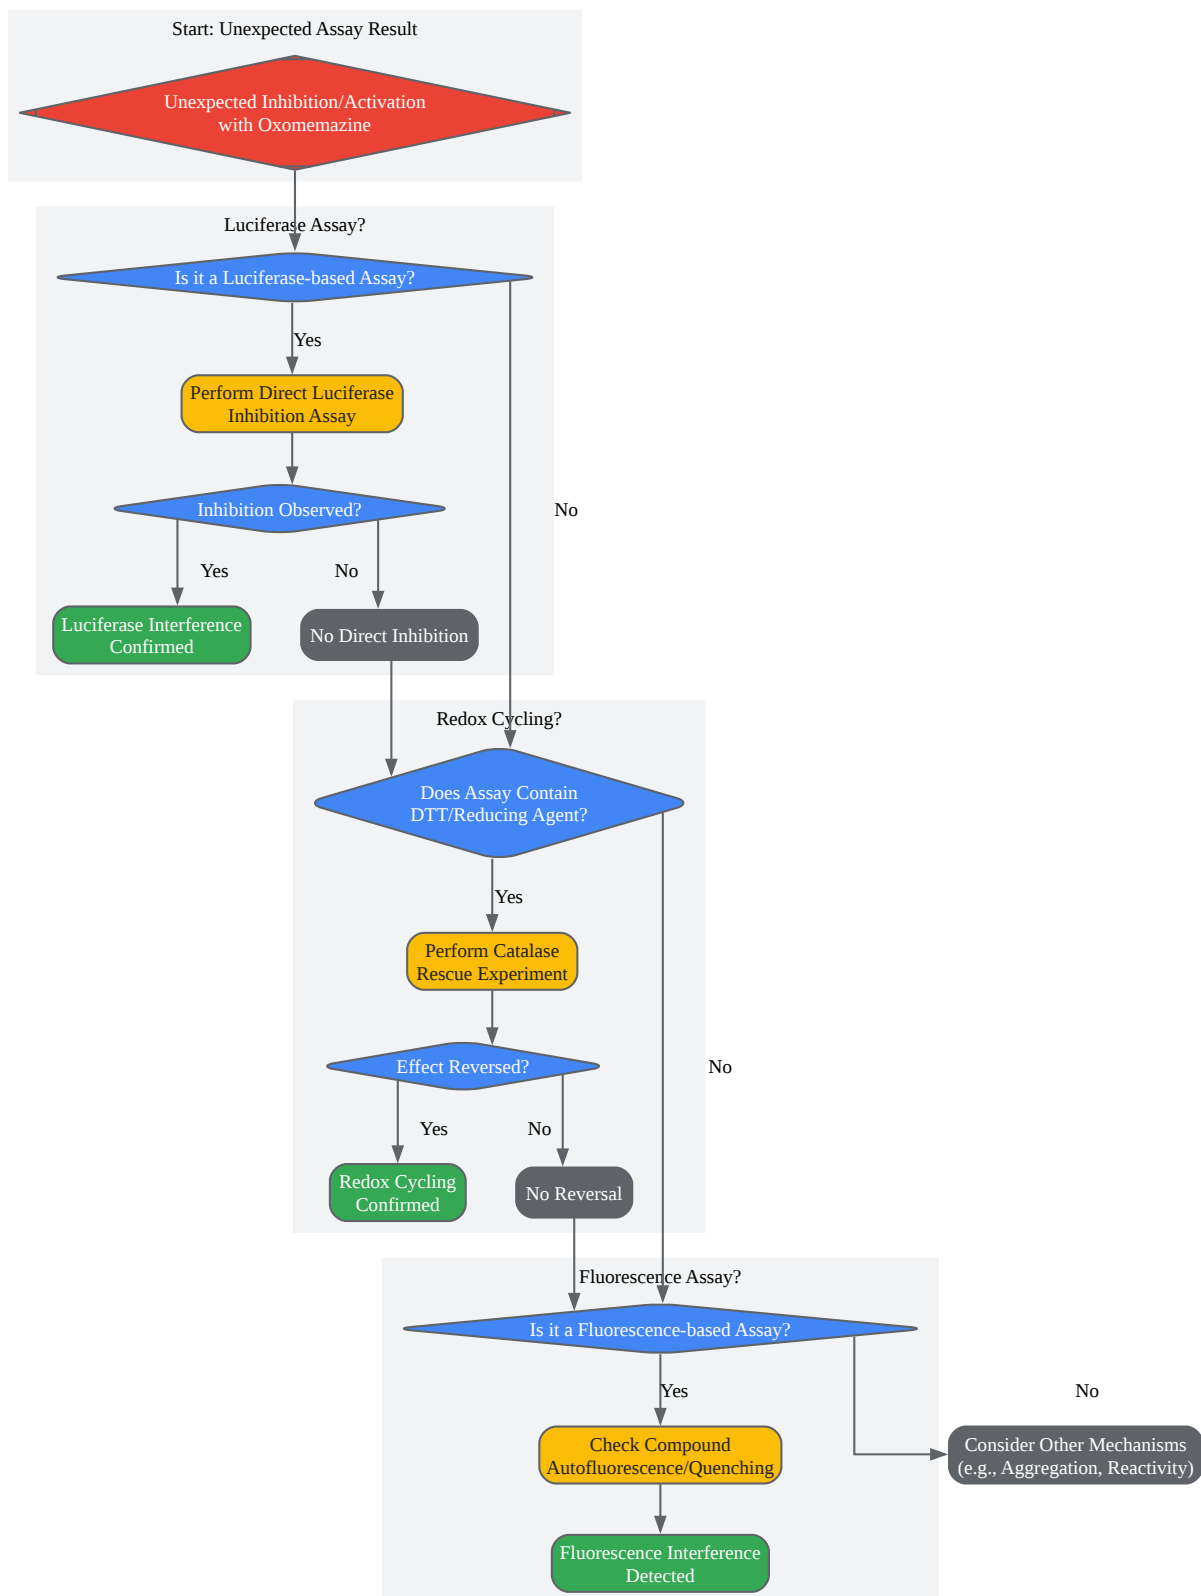 Start: Unexpected Assay Result
Unexpected Inhibition/Activation
with Oxomemazine
Luciferase Assay?
Is it a Luciferase-based Assay?
Yes
Perform Direct Luciferase
Inhibition Assay
Inhibition Observed?
No
Yes
No
Luciferase Interference
Confirmed
No Direct Inhibition
Redox Cycling?
Does Assay Contain
DTT/Reducing Agent?
Yes
Perform Catalase
Rescue Experiment
Effect Reversed?
No
Yes
No
Redox Cycling
Confirmed
No Reversal
Fluorescence Assay?
Is it a Fluorescence-based Assay?
Yes
No
Check Compound
Autofluorescence/Quenching
Consider Other Mechanisms
(e.g., Aggregation, Reactivity)
Fluorescence Interference
Detected